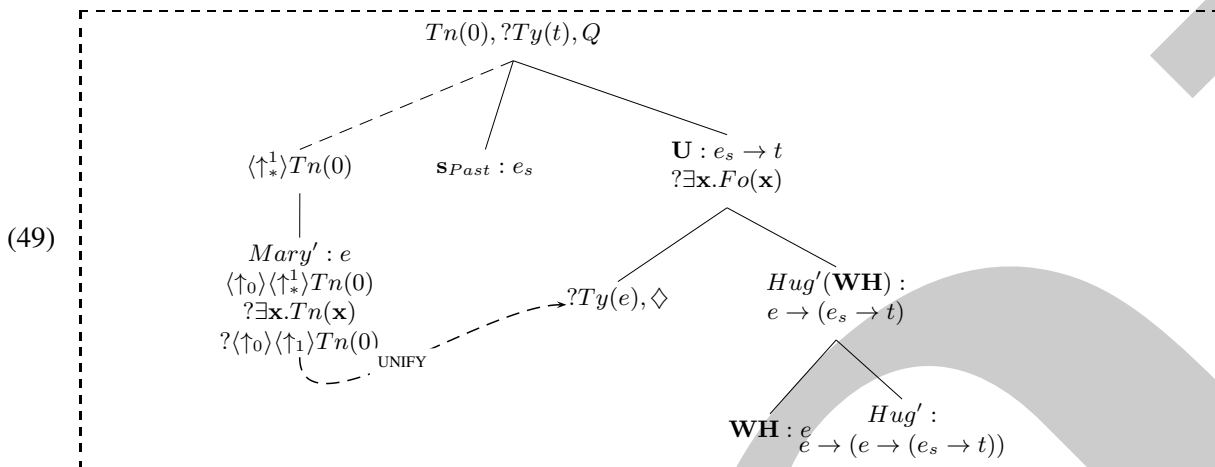 Tn(0), ?Ty(t), Q
⟨↑¹∗⟩Tn(0)
s_Past : e_s
U : e_s → t
?∃x.Fo(x)
(49)
Mary′ : e
⟨↑₀⟩⟨↑¹∗⟩Tn(0)
?∃x.Tn(x)
?⟨↑₀⟩⟨↑₁⟩Tn(0)
UNIFY
?Ty(e), ♢
Hug′(WH) :
e → (e_s → t)
WH : e
Hug′ :
e → (e → (e_s → t))